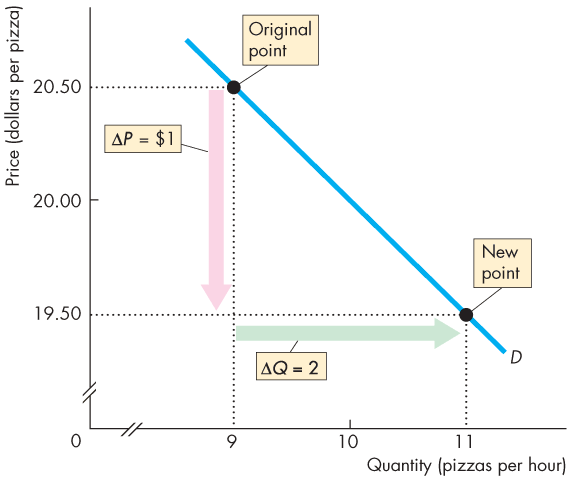 Price (dollars per pizza)
Original
point
20.50
ΔP = $1
20.00
New
point
19.50
ΔQ = 2
D
0
9
10
11
Quantity (pizzas per hour)